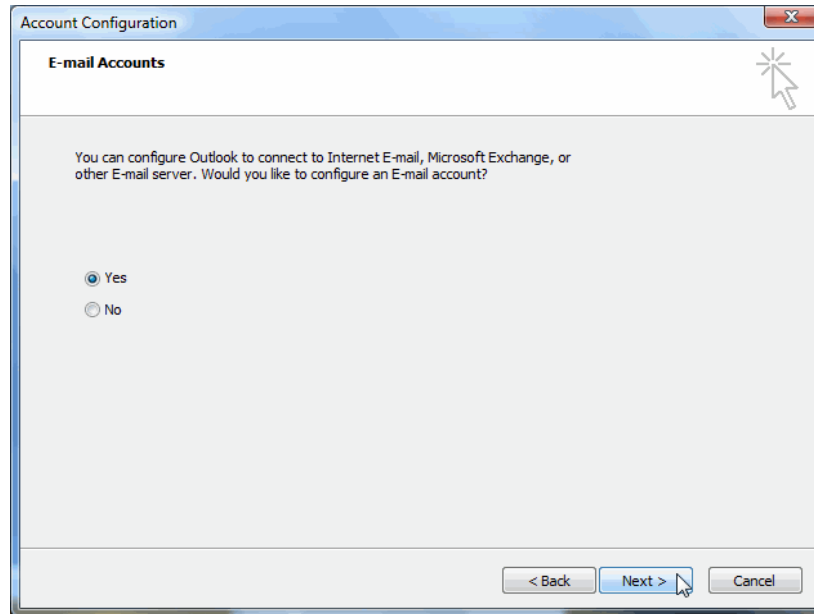 Account Configuration
E-mail Accounts
You can configure Outlook to connect to Internet E-mail, Microsoft Exchange, or
other E-mail server. Would you like to configure an E-mail account?
Yes
No
< Back Next > Cancel